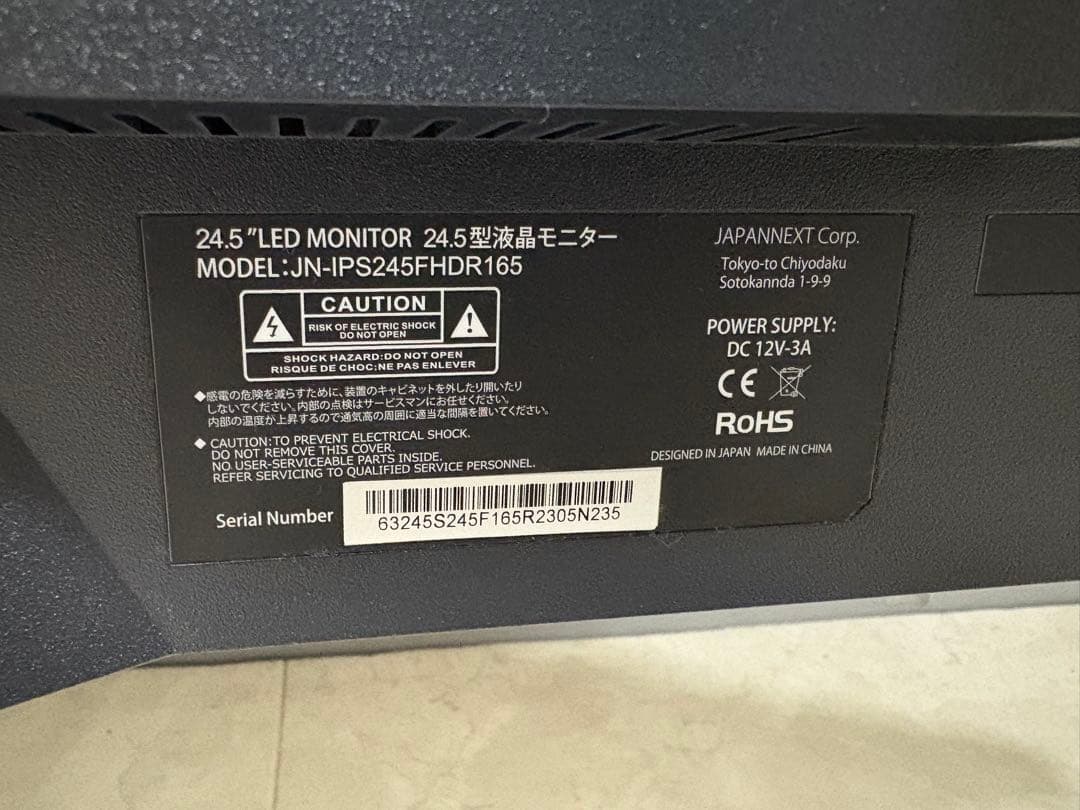 24.5"LED MONITOR 24.5型液晶モニター
MODEL:JN-IPS245FHDR165
CAUTION
RISK OF ELECTRIC SHOCK
DO NOT OPEN
SHOCK HAZARD:DO NOT OPEN
RISQUE DE CHOC:NE PAS ENLEVER
◆感電の危険を減らすために、装置のキャビネットを外したり開いたり
しないでください。内部の点検はサービスマンにお任せください。
内部の温度が上昇するので通気高の周囲に適当な間隔を置いてください。
◆ CAUTION:TO PREVENT ELECTRICAL SHOCK.
DO NOT REMOVE THIS COVER.
NO USER-SERVICEABLE PARTS INSIDE.
REFER SERVICING TO QUALIFIED SERVICE PERSONNEL.
Serial Number
63245S245F165R2305N235
JAPANNEXT Corp.
Tokyo-to Chiyodaku
Sotokannda 1-9-9
POWER SUPPLY:
DC 12V-3A
CE
RoHS
DESIGNED IN JAPAN MADE IN CHINA